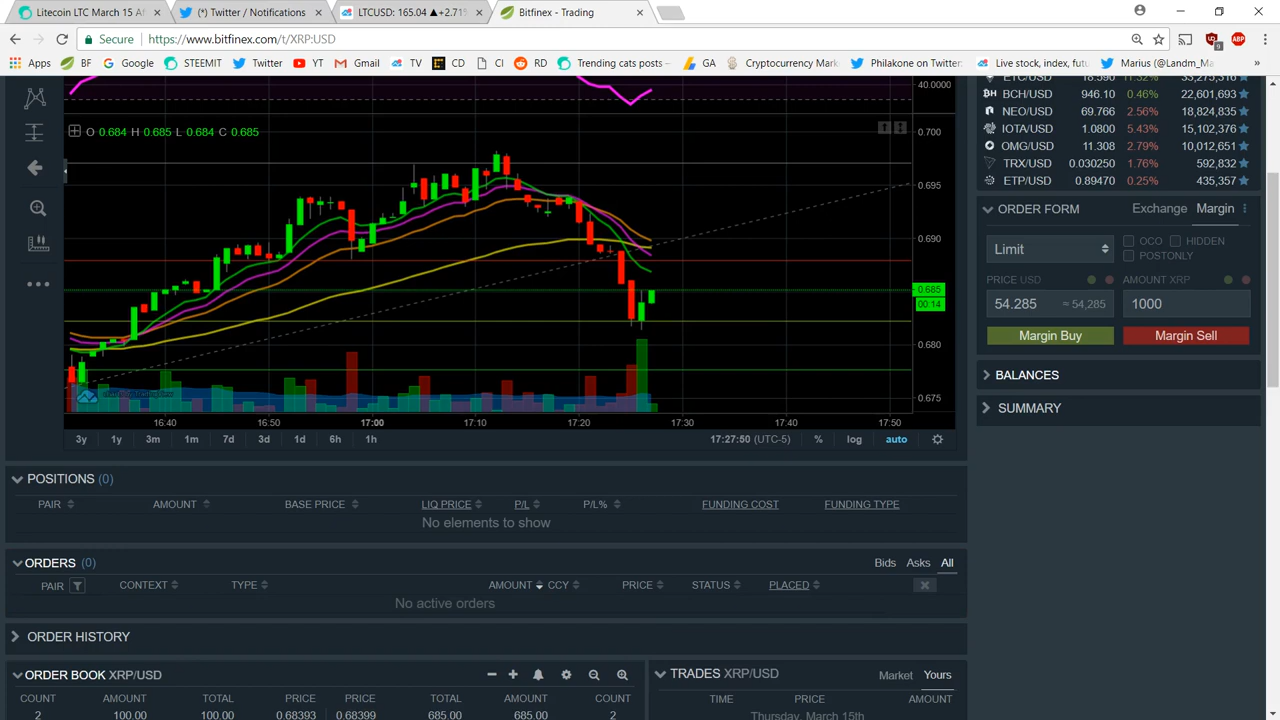 Litecoin LTC March 15 Af
(*) Twitter / Notifications
LTCUSD: 165.04 ▲+2.71%
Bitfinex - Trading
Secure
https://www.bitfinex.com/t/XRP:USD
Apps BF Google STEEMIT Twitter YT Gmail TV CD CI RD Trending cats posts - GA Cryptocurrency Mark Philakone on Twitter Live stock, index, futu Marius (@Landm_Ma »
40.0000
O 0.684 H 0.685 L 0.684 C 0.685
0.700
0.695
0.690
0.685
00:14
0.680
0.675
16:40 16:50 17:00 17:10 17:20 17:30 17:40 17:50
3y 1y 3m 1m 7d 3d 1d 6h 1h
17:27:50 (UTC-5) % log auto
ETC/USD 18.590 11.32% 33,275,316
BCH/USD 946.10 0.46% 22,601,693
NEO/USD 69.766 2.56% 18,824,835
IOTA/USD 1.0800 5.43% 15,102,376
OMG/USD 11.308 2.79% 10,012,651
TRX/USD 0.030250 1.76% 592,832
ETP/USD 0.89470 0.25% 435,357
ORDER FORM Exchange Margin
Limit
OCO HIDDEN
POSTONLY
PRICE USD AMOUNT XRP
54.285 ≈ 54,285 1000
Margin Buy Margin Sell
BALANCES
SUMMARY
POSITIONS (0)
PAIR AMOUNT BASE PRICE LIQ PRICE P/L P/L% FUNDING COST FUNDING TYPE
No elements to show
ORDERS (0) Bids Asks All
PAIR CONTEXT TYPE AMOUNT CCY PRICE STATUS PLACED
No active orders
ORDER HISTORY
ORDER BOOK XRP/USD
COUNT AMOUNT TOTAL PRICE PRICE TOTAL AMOUNT COUNT
2 100.00 100.00 0.68393 0.68399 685.00 685.00 2
TRADES XRP/USD Market Yours
TIME PRICE AMOUNT
Thursday, March 15th